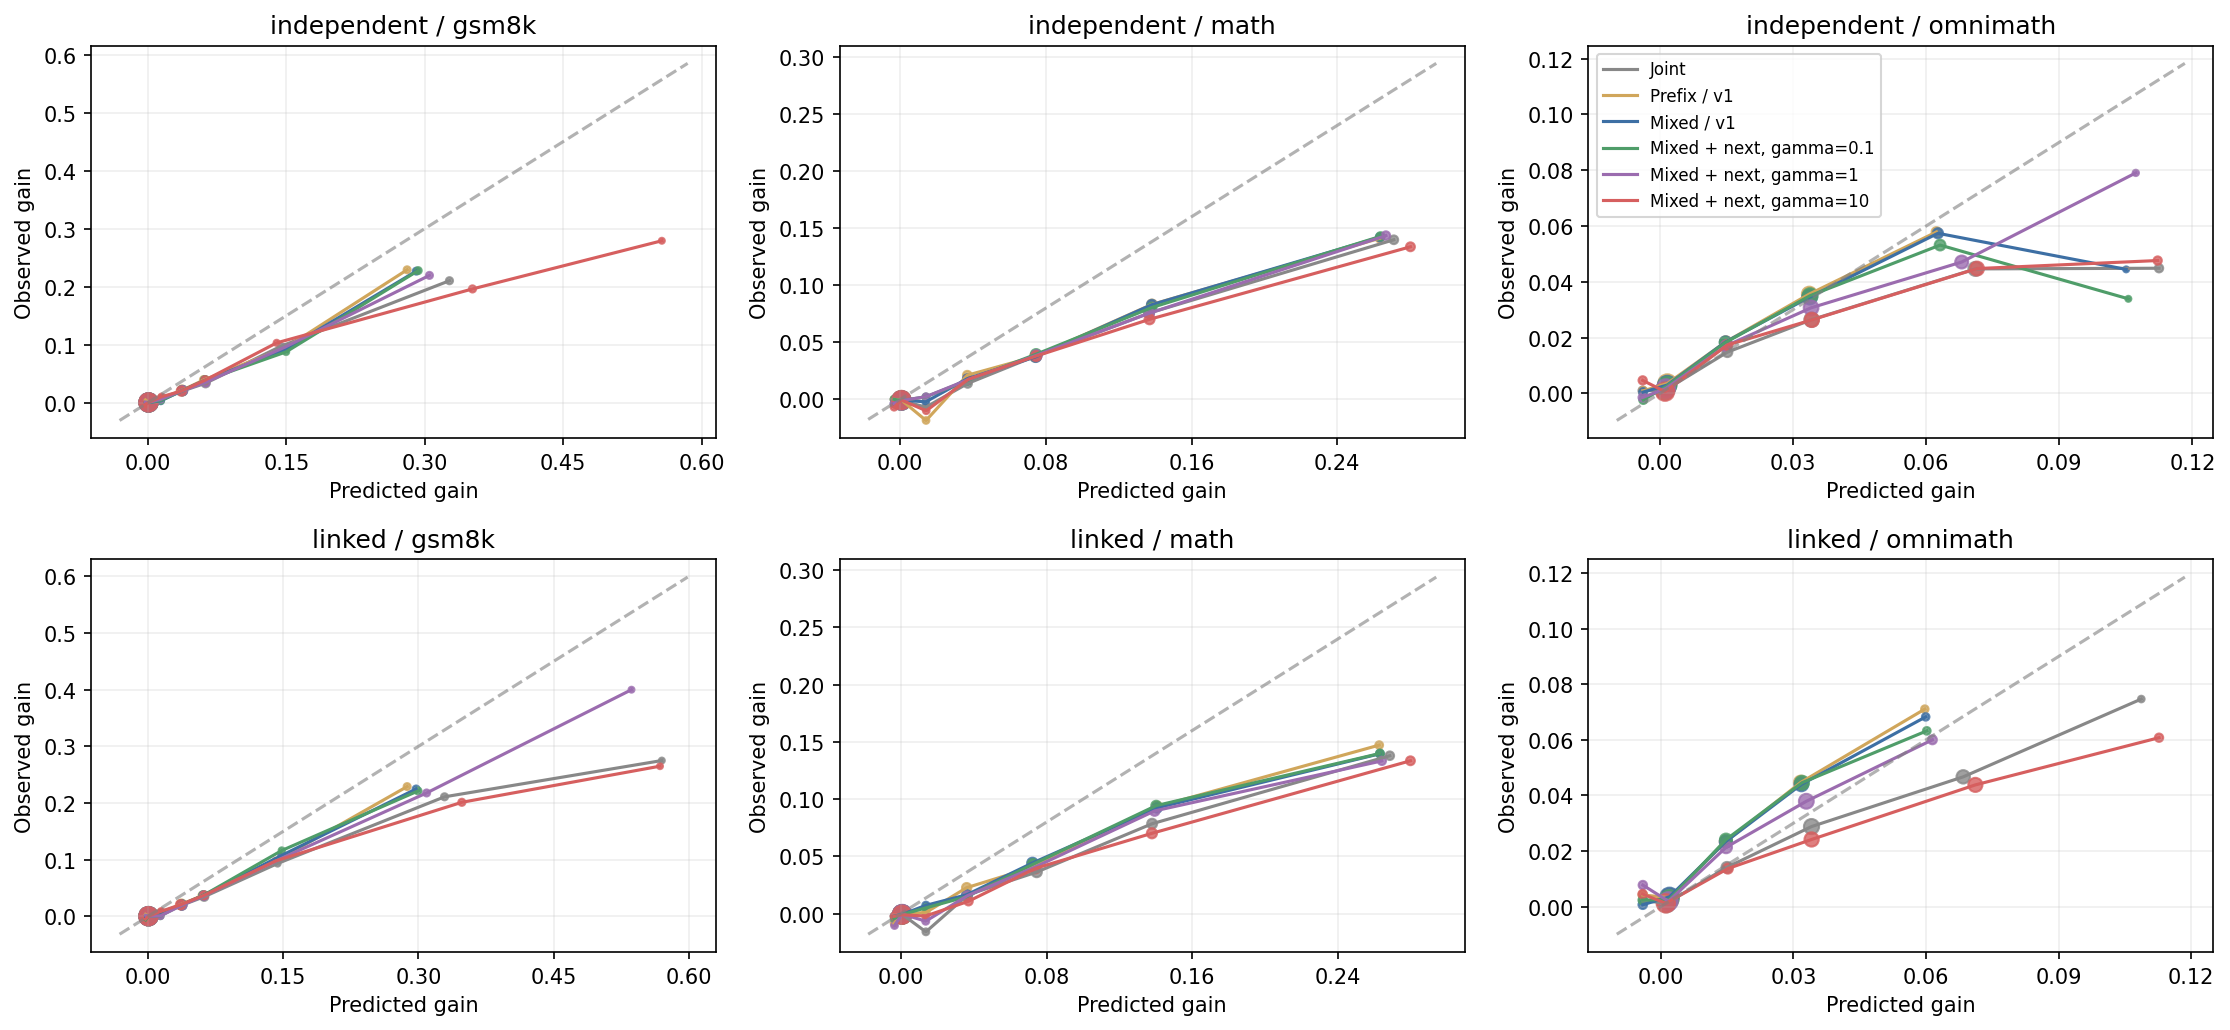 independent / gsm8k
0.6
0.5
0.4
0.3
0.2
0.1
0.0
Observed gain
0.00 0.15 0.30 0.45 0.60
Predicted gain
independent / math
0.30
0.25
0.20
0.15
0.10
0.05
0.00
Observed gain
0.00 0.08 0.16 0.24
Predicted gain
independent / omnimath
0.12
0.10
0.08
0.06
0.04
0.02
0.00
Observed gain
Joint
Prefix / v1
Mixed / v1
Mixed + next, gamma=0.1
Mixed + next, gamma=1
Mixed + next, gamma=10
0.00 0.03 0.06 0.09 0.12
Predicted gain
linked / gsm8k
0.6
0.5
0.4
0.3
0.2
0.1
0.0
Observed gain
0.00 0.15 0.30 0.45 0.60
Predicted gain
linked / math
0.30
0.25
0.20
0.15
0.10
0.05
0.00
Observed gain
0.00 0.08 0.16 0.24
Predicted gain
linked / omnimath
0.12
0.10
0.08
0.06
0.04
0.02
0.00
Observed gain
0.00 0.03 0.06 0.09 0.12
Predicted gain